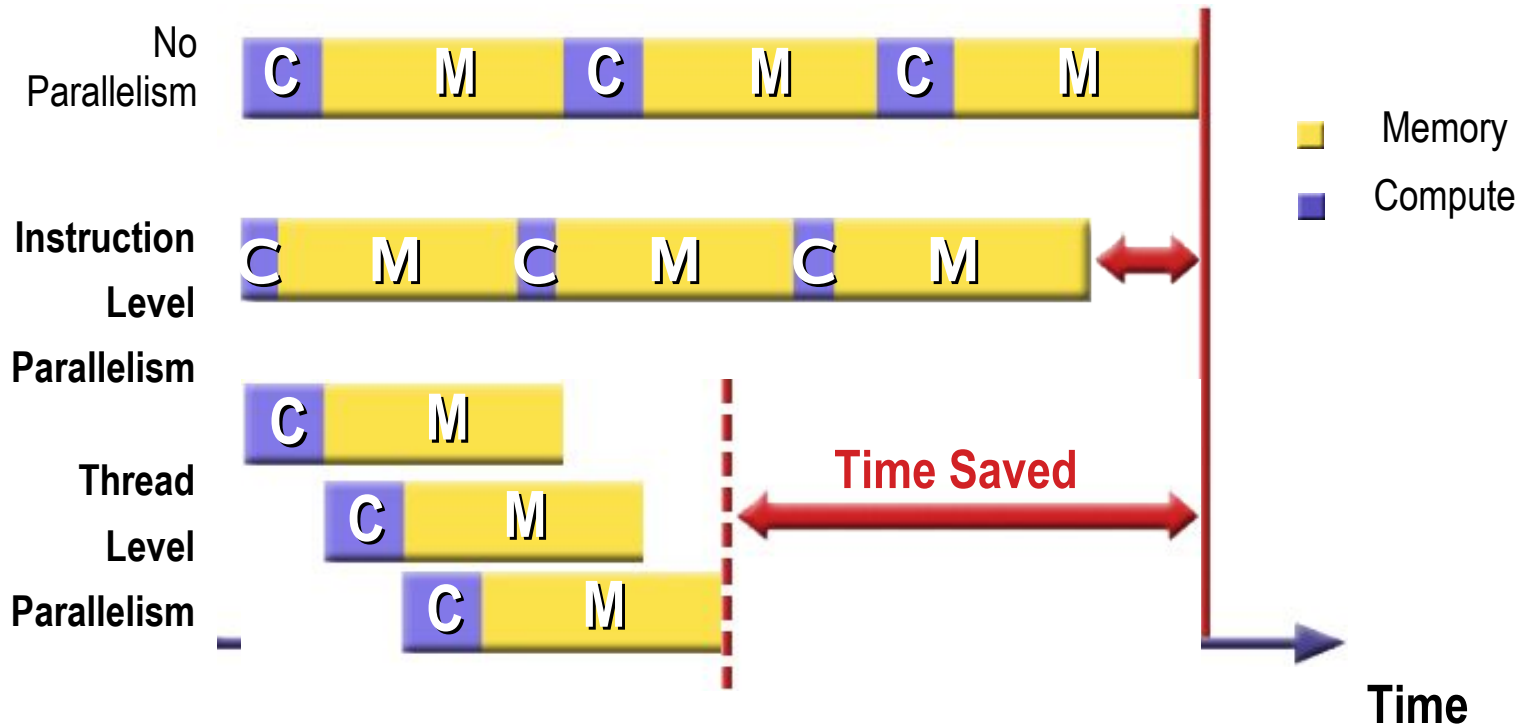 No
Parallelism
C M C M C M
Memory
Compute
Instruction
Level
Parallelism
C M C M C M
Thread
Level
Parallelism
C M
C M
C M
Time Saved
Time